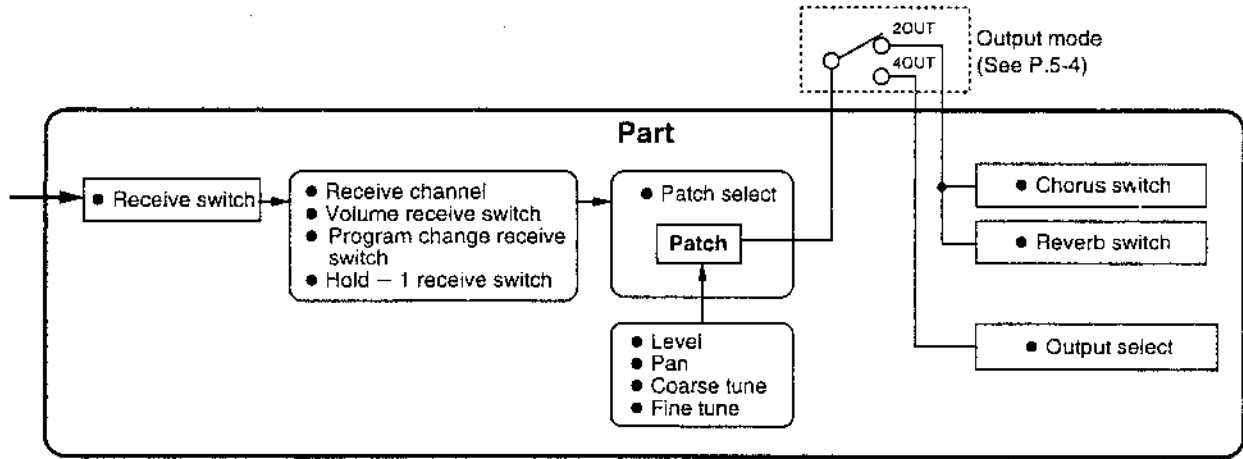 2OUT
4OUT
Output mode
(See P.5-4)
Part
● Receive switch
● Receive channel
● Volume receive switch
● Program change receive
switch
● Hold – 1 receive switch
● Patch select
Patch
● Level
● Pan
● Coarse tune
● Fine tune
● Chorus switch
● Reverb switch
● Output select